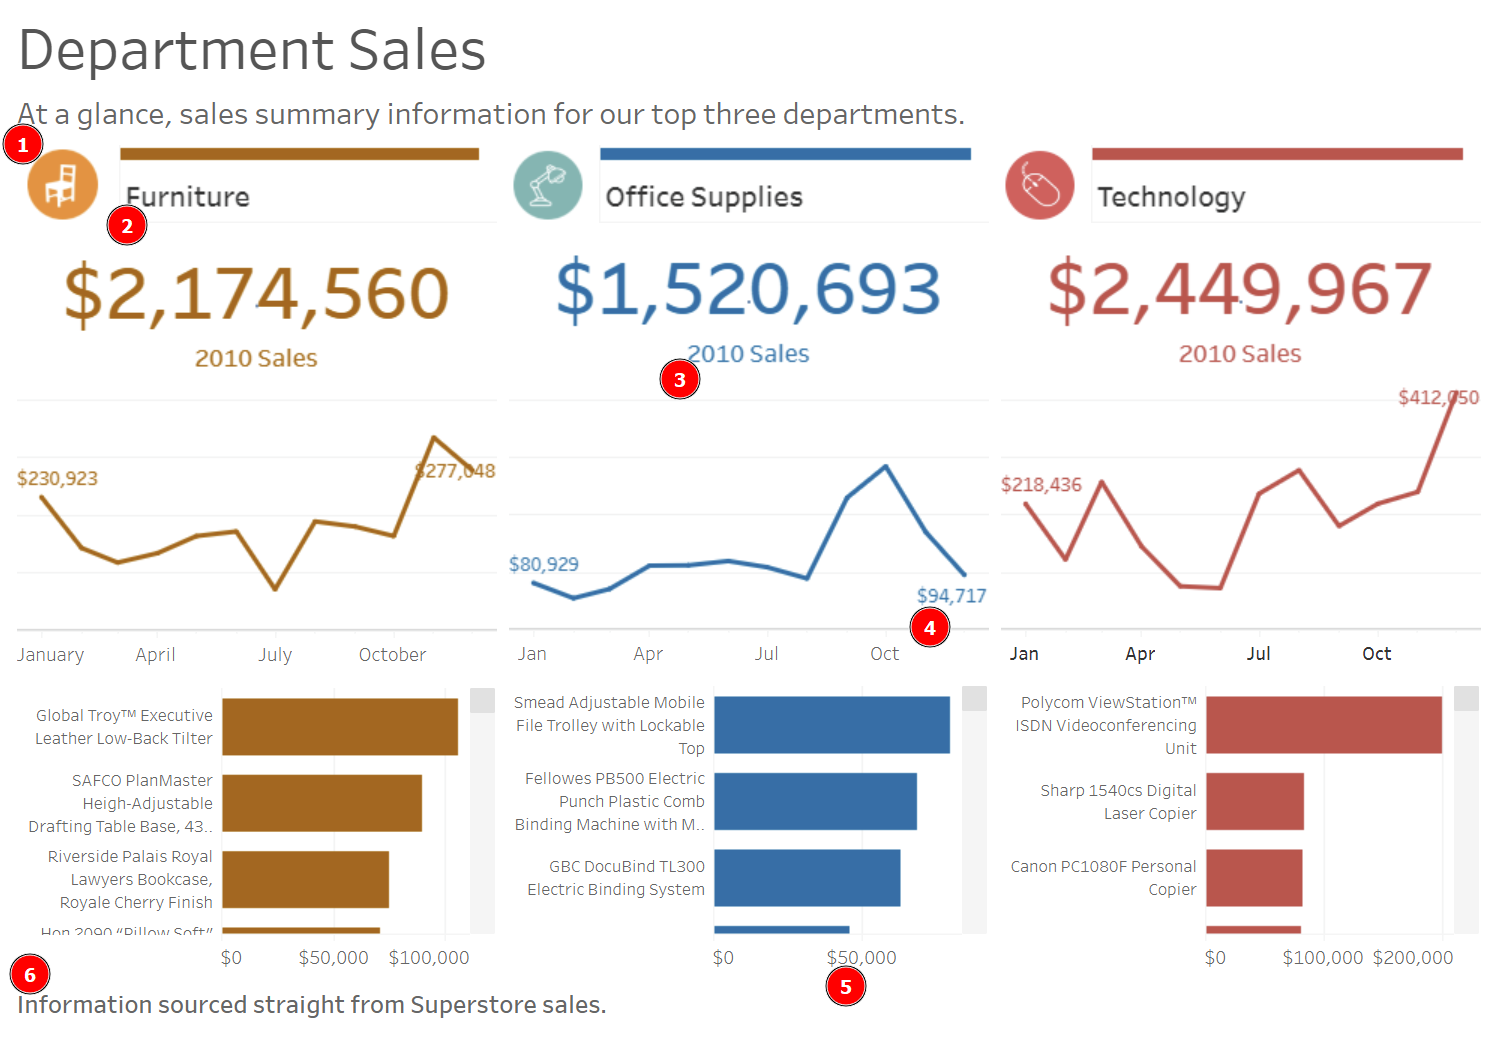 Department Sales
At a glance, sales summary information for our top three departments.
1
Furniture
Office Supplies
Technology
2
$2,174,560
$1,520,693
$2,449,967
2010 Sales
2010 Sales
2010 Sales
3
$230,923
$277,048
$80,929
$94,717
$218,436
$412,050
4
January
April
July
October
Jan
Apr
Jul
Oct
Jan
Apr
Jul
Oct
Global Troy™ Executive
Leather Low-Back Tilter
SAFCO PlanMaster
Heigh-Adjustable
Drafting Table Base, 43..
Riverside Palais Royal
Lawyers Bookcase,
Royale Cherry Finish
Hon 2090 “Pillow Soft”
$0
$50,000
$100,000
Smead Adjustable Mobile
File Trolley with Lockable
Top
Fellowes PB500 Electric
Punch Plastic Comb
Binding Machine with M..
GBC DocuBind TL300
Electric Binding System
$0
$50,000
Polycom ViewStation™
ISDN Videoconferencing
Unit
Sharp 1540cs Digital
Laser Copier
Canon PC1080F Personal
Copier
$0
$100,000
$200,000
6
5
Information sourced straight from Superstore sales.